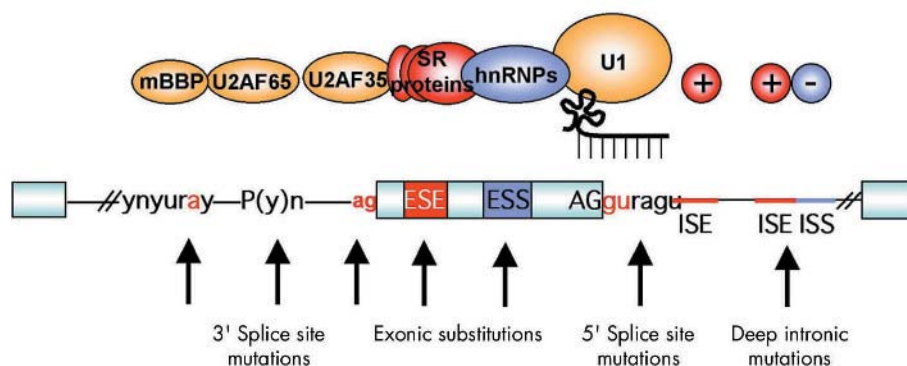 mBBP U2AF65 U2AF35 SR proteins hnRNPs U1 + + -
ynyuray P(y)n ag ESE ESS AGguragu
ISE ISE ISS
3' Splice site mutations
Exonic substitutions
5' Splice site mutations
Deep intronic mutations